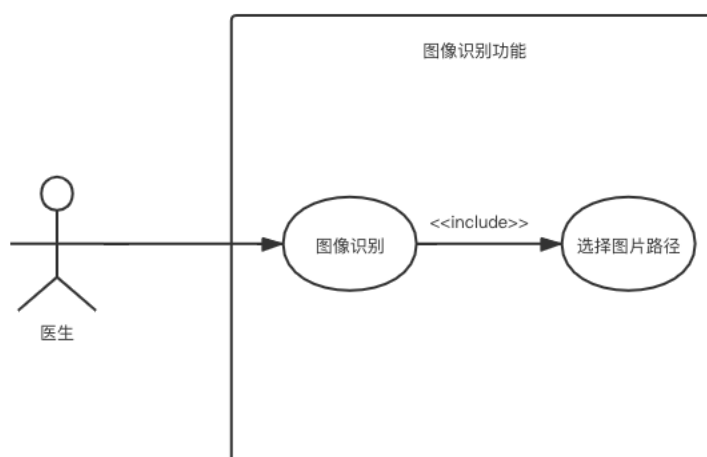 图像识别功能
<<include>>
图像识别
选择图片路径
医生